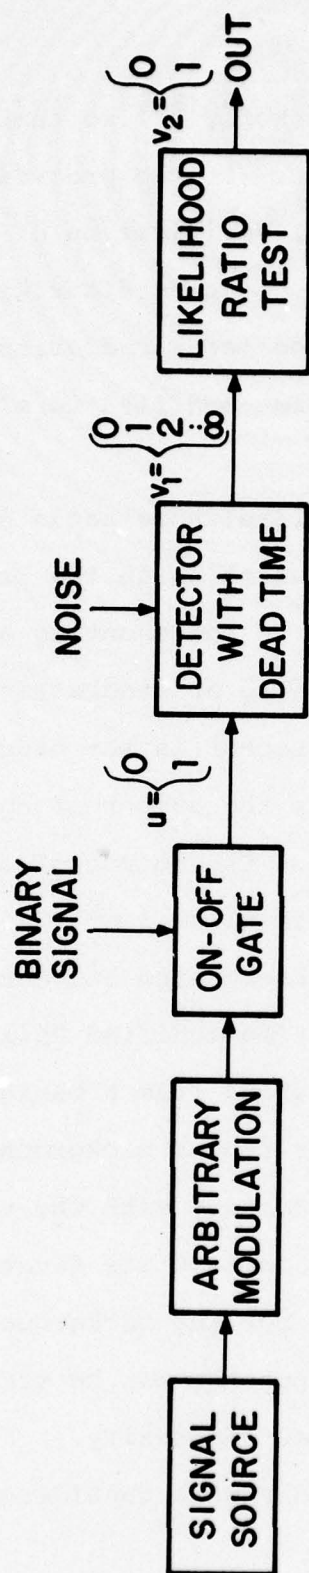 SIGNAL
SOURCE
ARBITRARY
MODULATION
BINARY
SIGNAL
ON-OFF
GATE
u = { 0
1
NOISE
DETECTOR
WITH
DEAD TIME
v₁ = { 0
1
2
⋮
∞
LIKELIHOOD
RATIO
TEST
v₂ = { 0
1
OUT